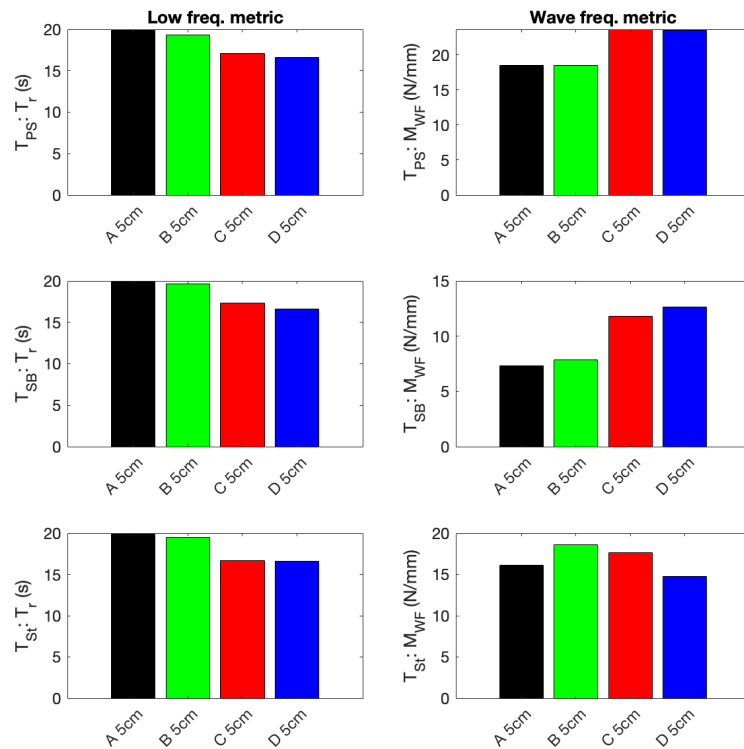 Low freq. metric
20
15
10
5
0
T_PS: T_r (s)
A 5cm
B 5cm
C 5cm
D 5cm
Wave freq. metric
20
15
10
5
0
T_PS: M_WF (N/mm)
A 5cm
B 5cm
C 5cm
D 5cm
20
15
10
5
0
T_SB: T_r (s)
A 5cm
B 5cm
C 5cm
D 5cm
15
10
5
0
T_SB: M_WF (N/mm)
A 5cm
B 5cm
C 5cm
D 5cm
20
15
10
5
0
T_St: T_r (s)
A 5cm
B 5cm
C 5cm
D 5cm
20
15
10
5
0
T_St: M_WF (N/mm)
A 5cm
B 5cm
C 5cm
D 5cm